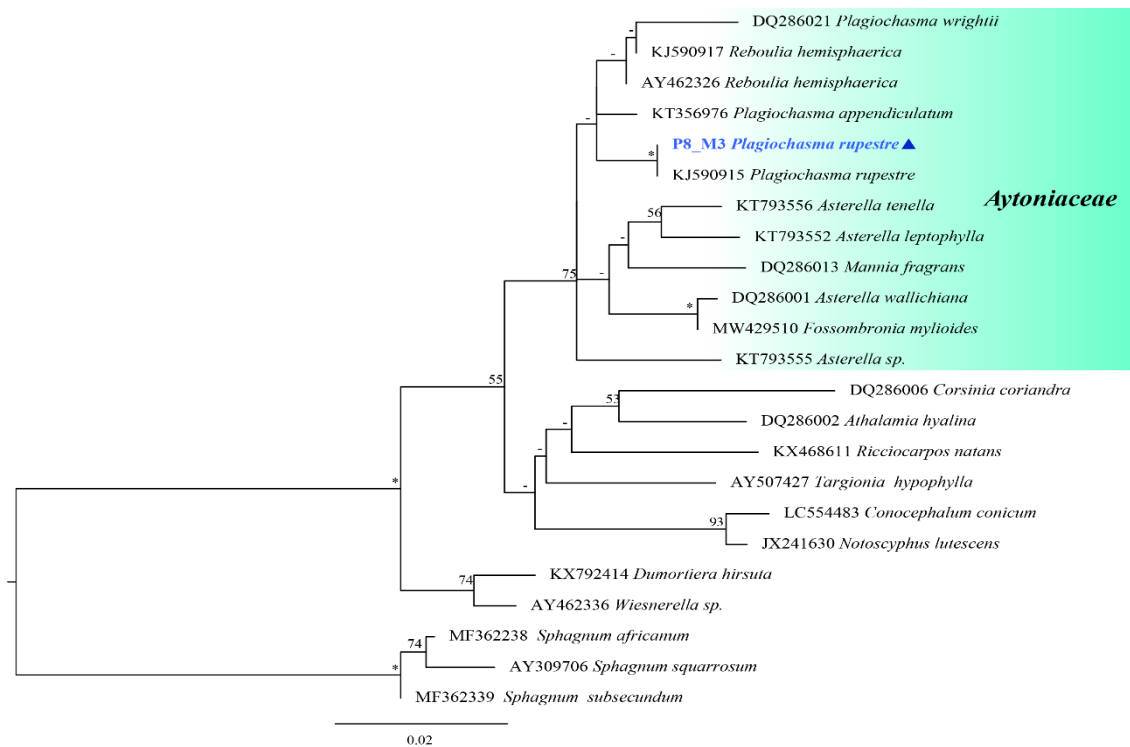 DQ286021 Plagiochasma wrightii
-
KJ590917 Reboulia hemisphaerica
-
AY462326 Reboulia hemisphaerica
KT356976 Plagiochasma appendiculatum
-
P8_M3 Plagiochasma rupestre
*
KJ590915 Plagiochasma rupestre
Aytoniaceae
KT793556 Asterella tenella
56
KT793552 Asterella leptophylla
-
DQ286013 Mannia fragrans
75
-
DQ286001 Asterella wallichiana
*
MW429510 Fossombronia mylioides
KT793555 Asterella sp.
55
DQ286006 Corsinia coriandra
53
DQ286002 Athalamia hyalina
-
KX468611 Ricciocarpos natans
-
AY507427 Targionia hypophylla
-
*
LC554483 Conocephalum conicum
93
JX241630 Notoscyphus lutescens
KX792414 Dumortiera hirsuta
74
AY462336 Wiesnerella sp.
MF362238 Sphagnum africanum
74
AY309706 Sphagnum squarrosum
*
MF362339 Sphagnum subsecundum
0.02